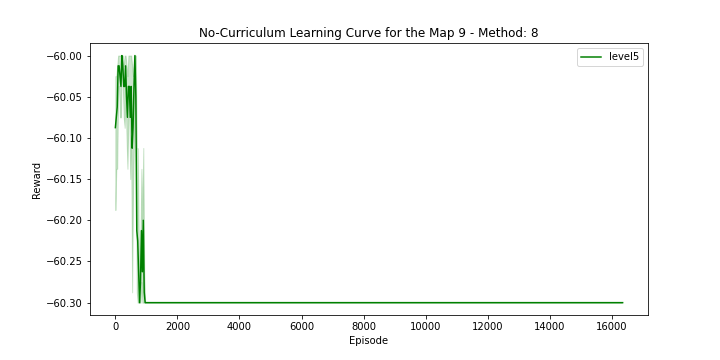 No-Curriculum Learning Curve for the Map 9 - Method: 8
level5
−60.00
−60.05
−60.10
−60.15
−60.20
−60.25
−60.30
Reward
0 2000 4000 6000 8000 10000 12000 14000 16000
Episode